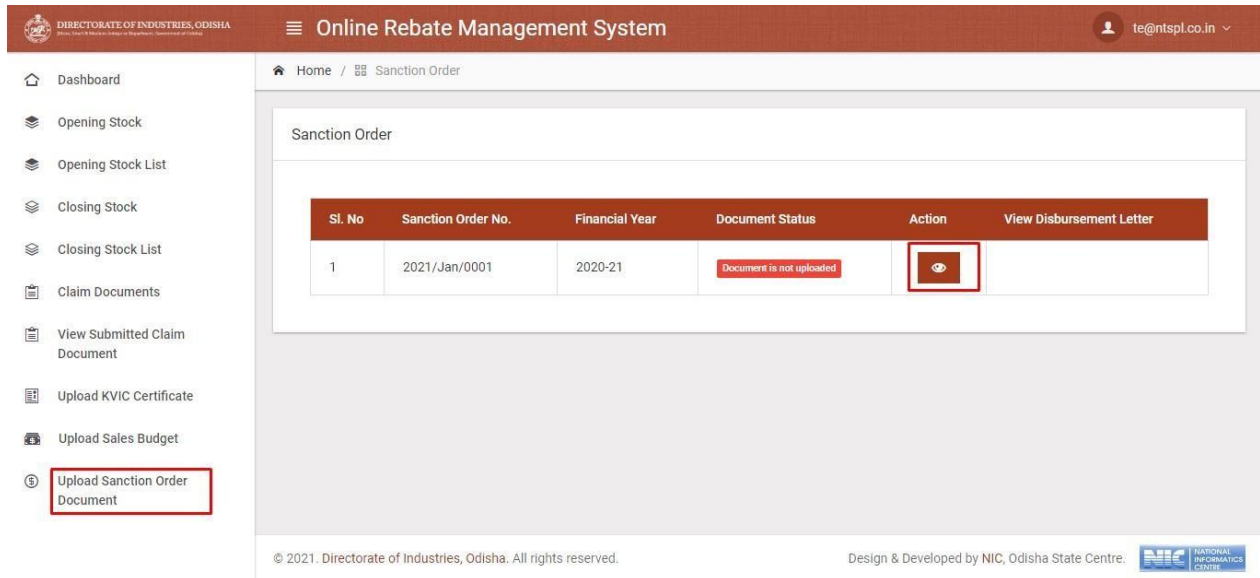 DIRECTORATE OF INDUSTRIES, ODISHA
Online Rebate Management System
te@ntspl.co.in
Home / Sanction Order
Dashboard
Opening Stock
Opening Stock List
Closing Stock
Closing Stock List
Claim Documents
View Submitted Claim
Document
Upload KVIC Certificate
Upload Sales Budget
Upload Sanction Order
Document
Sanction Order
Sl. No Sanction Order No. Financial Year Document Status Action View Disbursement Letter
1 2021/Jan/0001 2020-21 Document is not uploaded
© 2021. Directorate of Industries, Odisha. All rights reserved.
Design & Developed by NIC, Odisha State Centre.
NIC NATIONAL
INFORMATICS
CENTRE